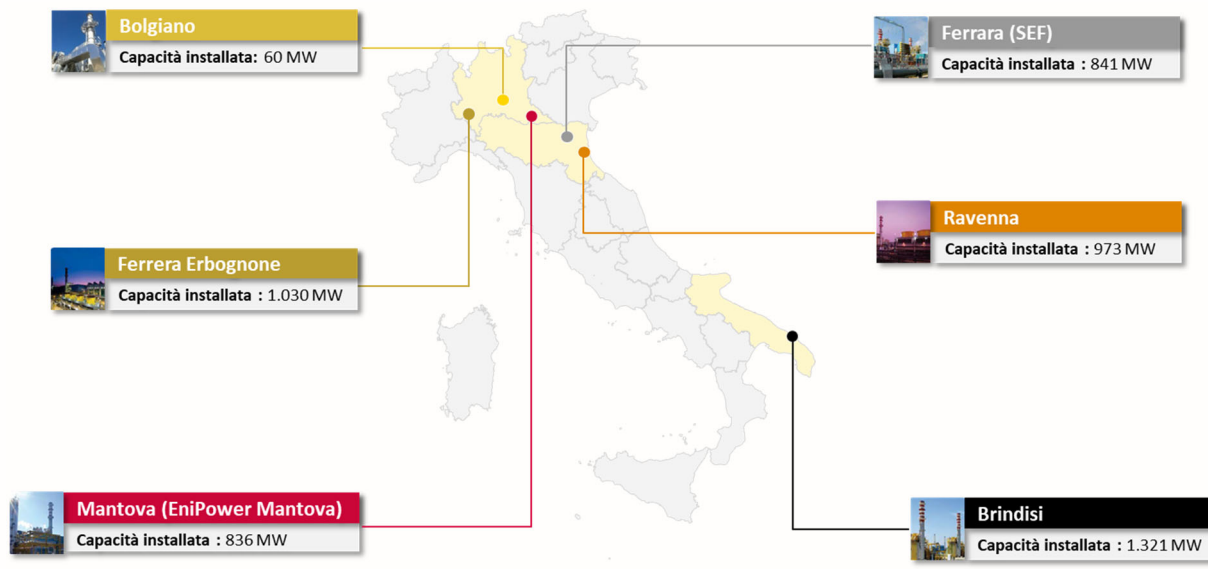 Bolgiano
Capacità installata: 60 MW
Ferrara (SEF)
Capacità installata : 841 MW
Ravenna
Capacità installata : 973 MW
Ferrera Erbognone
Capacità installata : 1.030 MW
Mantova (EniPower Mantova)
Capacità installata : 836 MW
Brindisi
Capacità installata : 1.321 MW